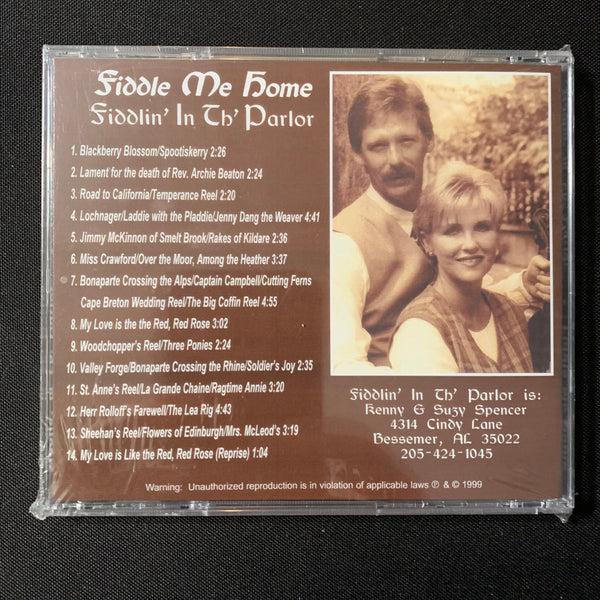 Fiddle Me Home
Fiddlin' In Th' Parlor
1. Blackberry Blossom/Spootiskerry 2:26
2. Lament for the death of Rev. Archie Beaton 2:24
3. Road to California/Temperance Reel 2:20
4. Lochnager/Laddie with the Pladdie/Jenny Dang the Weaver 4:41
5. Jimmy McKinnon of Smelt Brook/Rakes of Kildare 2:36
6. Miss Crawford/Over the Moor, Among the Heather 3:37
7. Bonaparte Crossing the Alps/Captain Campbell/Cutting Ferns
Cape Breton Wedding Reel/The Big Coffin Reel 4:55
8. My Love is the the Red, Red Rose 3:02
9. Woodchopper's Reel/Three Ponies 2:24
10. Valley Forge/Bonaparte Crossing the Rhine/Soldier's Joy 2:35
11. St. Anne's Reel/La Grande Chaine/Ragtime Annie 3:20
12. Herr Rolloff's Farewell/The Lea Rig 4:43
13. Sheehan's Reel/Flowers of Edinburgh/Mrs. McLeod's 3:19
14. My Love is Like the Red, Red Rose (Reprise) 1:04
Fiddlin' In Th' Parlor is:
Kenny & Suzy Spencer
4314 Cindy Lane
Bessemer, AL 35022
205-424-1045
Warning: Unauthorized reproduction is in violation of applicable laws ℗ & © 1999